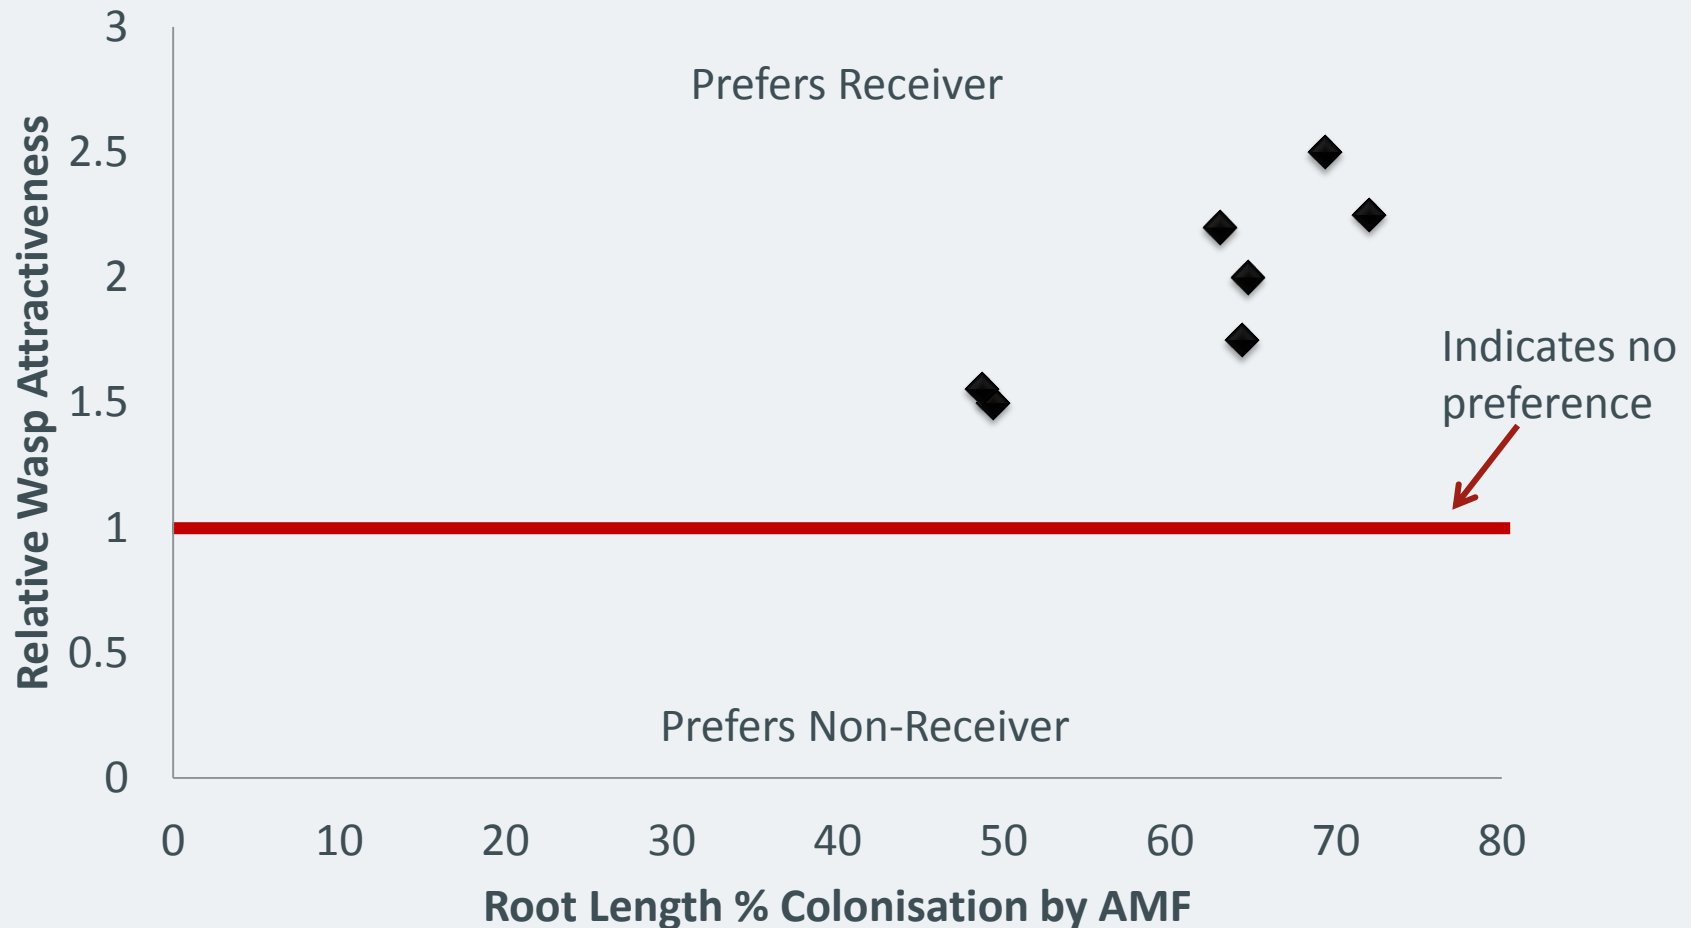 3
Prefers Receiver
2.5
2
Indicates no
preference
1.5
1
0.5
Prefers Non-Receiver
0
Relative Wasp Attractiveness
0 10 20 30 40 50 60 70 80
Root Length % Colonisation by AMF